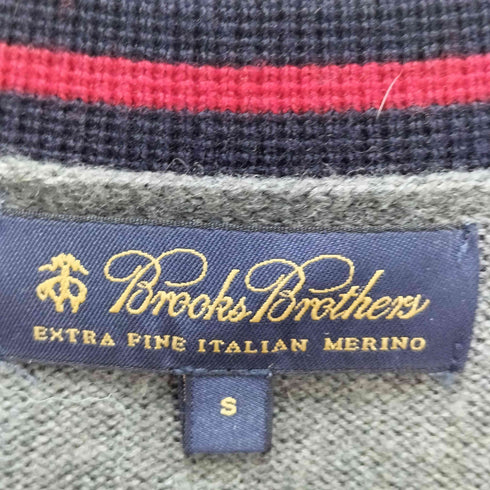 Brooks Brothers
EXTRA FINE ITALIAN MERINO
S